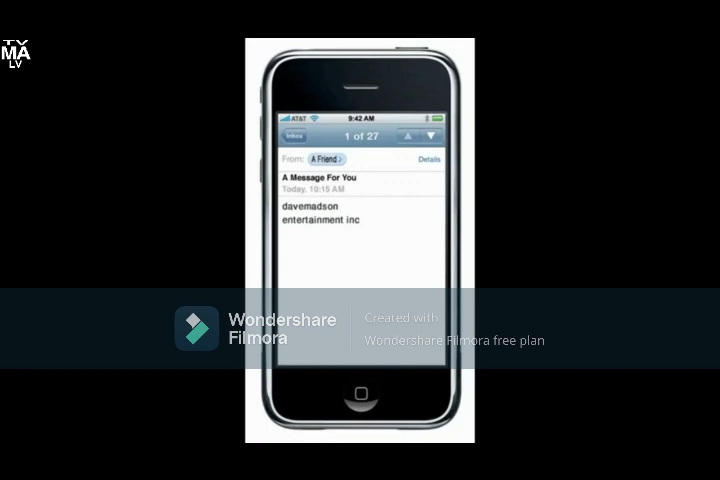 TV
MA
LV
AT&T 9:42 AM
Inbox 1 of 27
From: A Friend > Details
A Message For You
Today, 10:15 AM
davemadson
entertainment inc
Wondershare
Filmora
Created with
Wondershare Filmora free plan